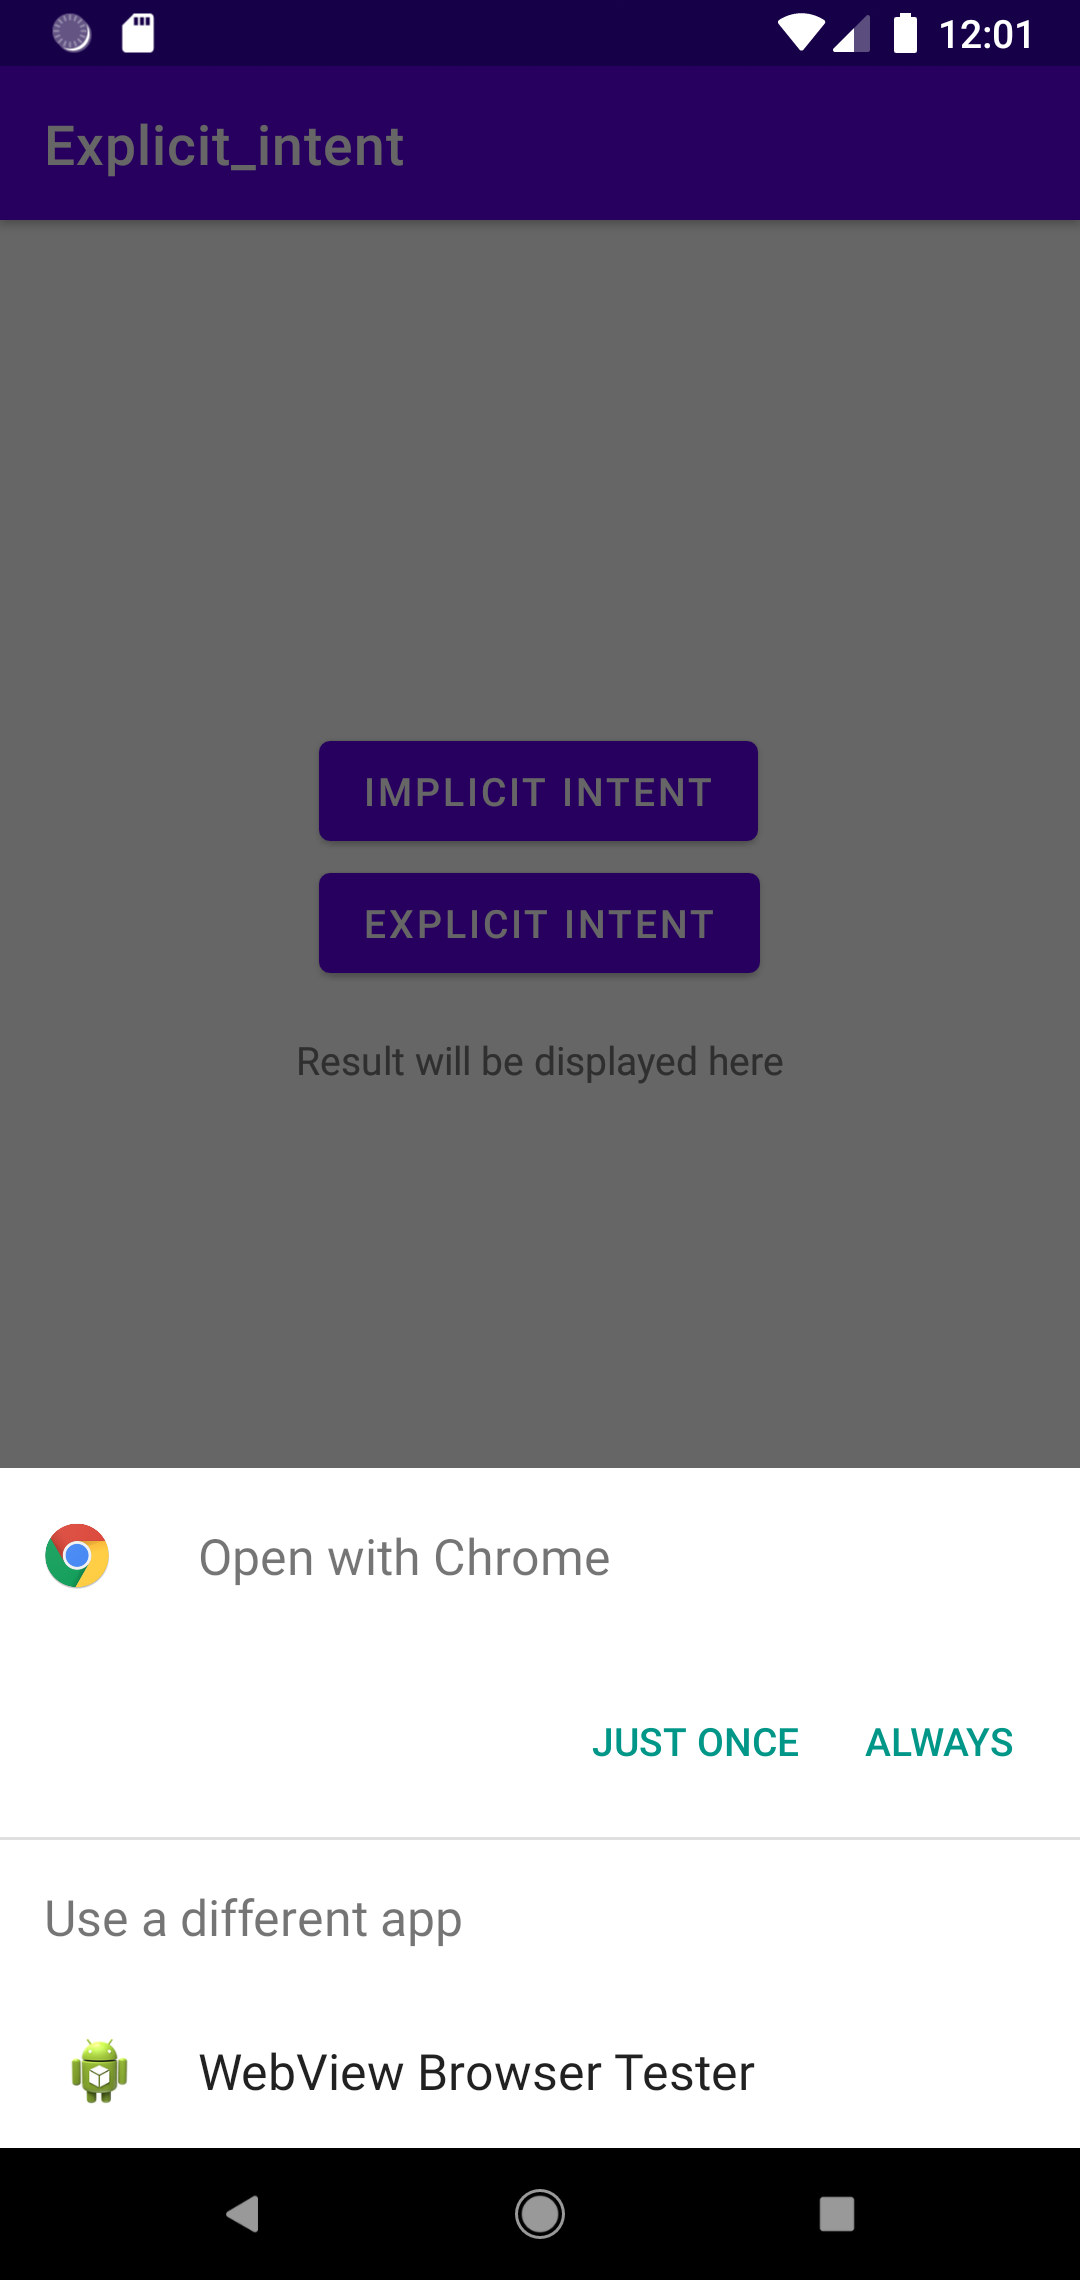 12:01
Explicit_intent
IMPLICIT INTENT
EXPLICIT INTENT
Result will be displayed here
Open with Chrome
JUST ONCE ALWAYS
Use a different app
WebView Browser Tester